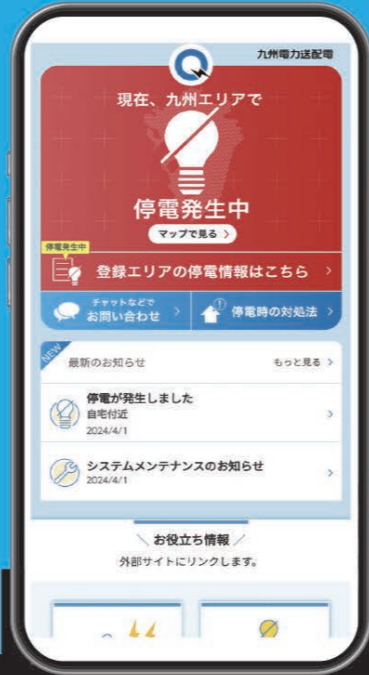 九州電力送配電
現在、九州エリアで
停電発生中
マップで見る
停電発生中
登録エリアの停電情報はこちら
チャットなどで
お問い合わせ
停電時の対処法
NEW
最新のお知らせ
もっと見る
停電が発生しました
自宅付近
2024/4/1
システムメンテナンスのお知らせ
2024/4/1
お役立ち情報
外部サイトにリンクします。